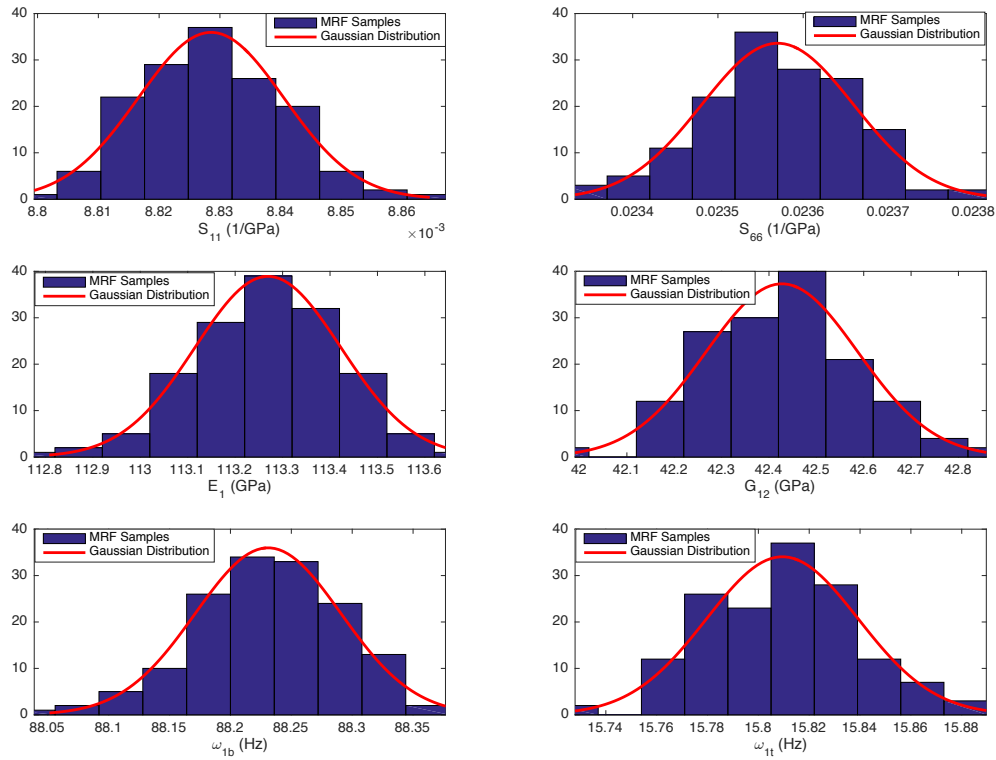 MRF Samples
Gaussian Distribution
40
30
20
10
0
8.8 8.81 8.82 8.83 8.84 8.85 8.86
S11 (1/GPa)
×10-3
MRF Samples
Gaussian Distribution
40
30
20
10
0
0.0234 0.0235 0.0236 0.0237 0.0238
S66 (1/GPa)
MRF Samples
Gaussian Distribution
40
30
20
10
0
112.8 112.9 113 113.1 113.2 113.3 113.4 113.5 113.6
E1 (GPa)
MRF Samples
Gaussian Distribution
40
30
20
10
0
42 42.1 42.2 42.3 42.4 42.5 42.6 42.7 42.8
G12 (GPa)
MRF Samples
Gaussian Distribution
40
30
20
10
0
88.05 88.1 88.15 88.2 88.25 88.3 88.35
ω1b (Hz)
MRF Samples
Gaussian Distribution
40
30
20
10
0
15.74 15.76 15.78 15.8 15.82 15.84 15.86 15.88
ω1t (Hz)